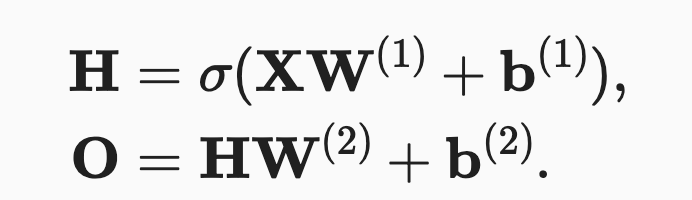 𝐇 = σ(𝐗𝐖⁽¹⁾ + 𝐛⁽¹⁾),
𝐎 = 𝐇𝐖⁽²⁾ + 𝐛⁽²⁾.